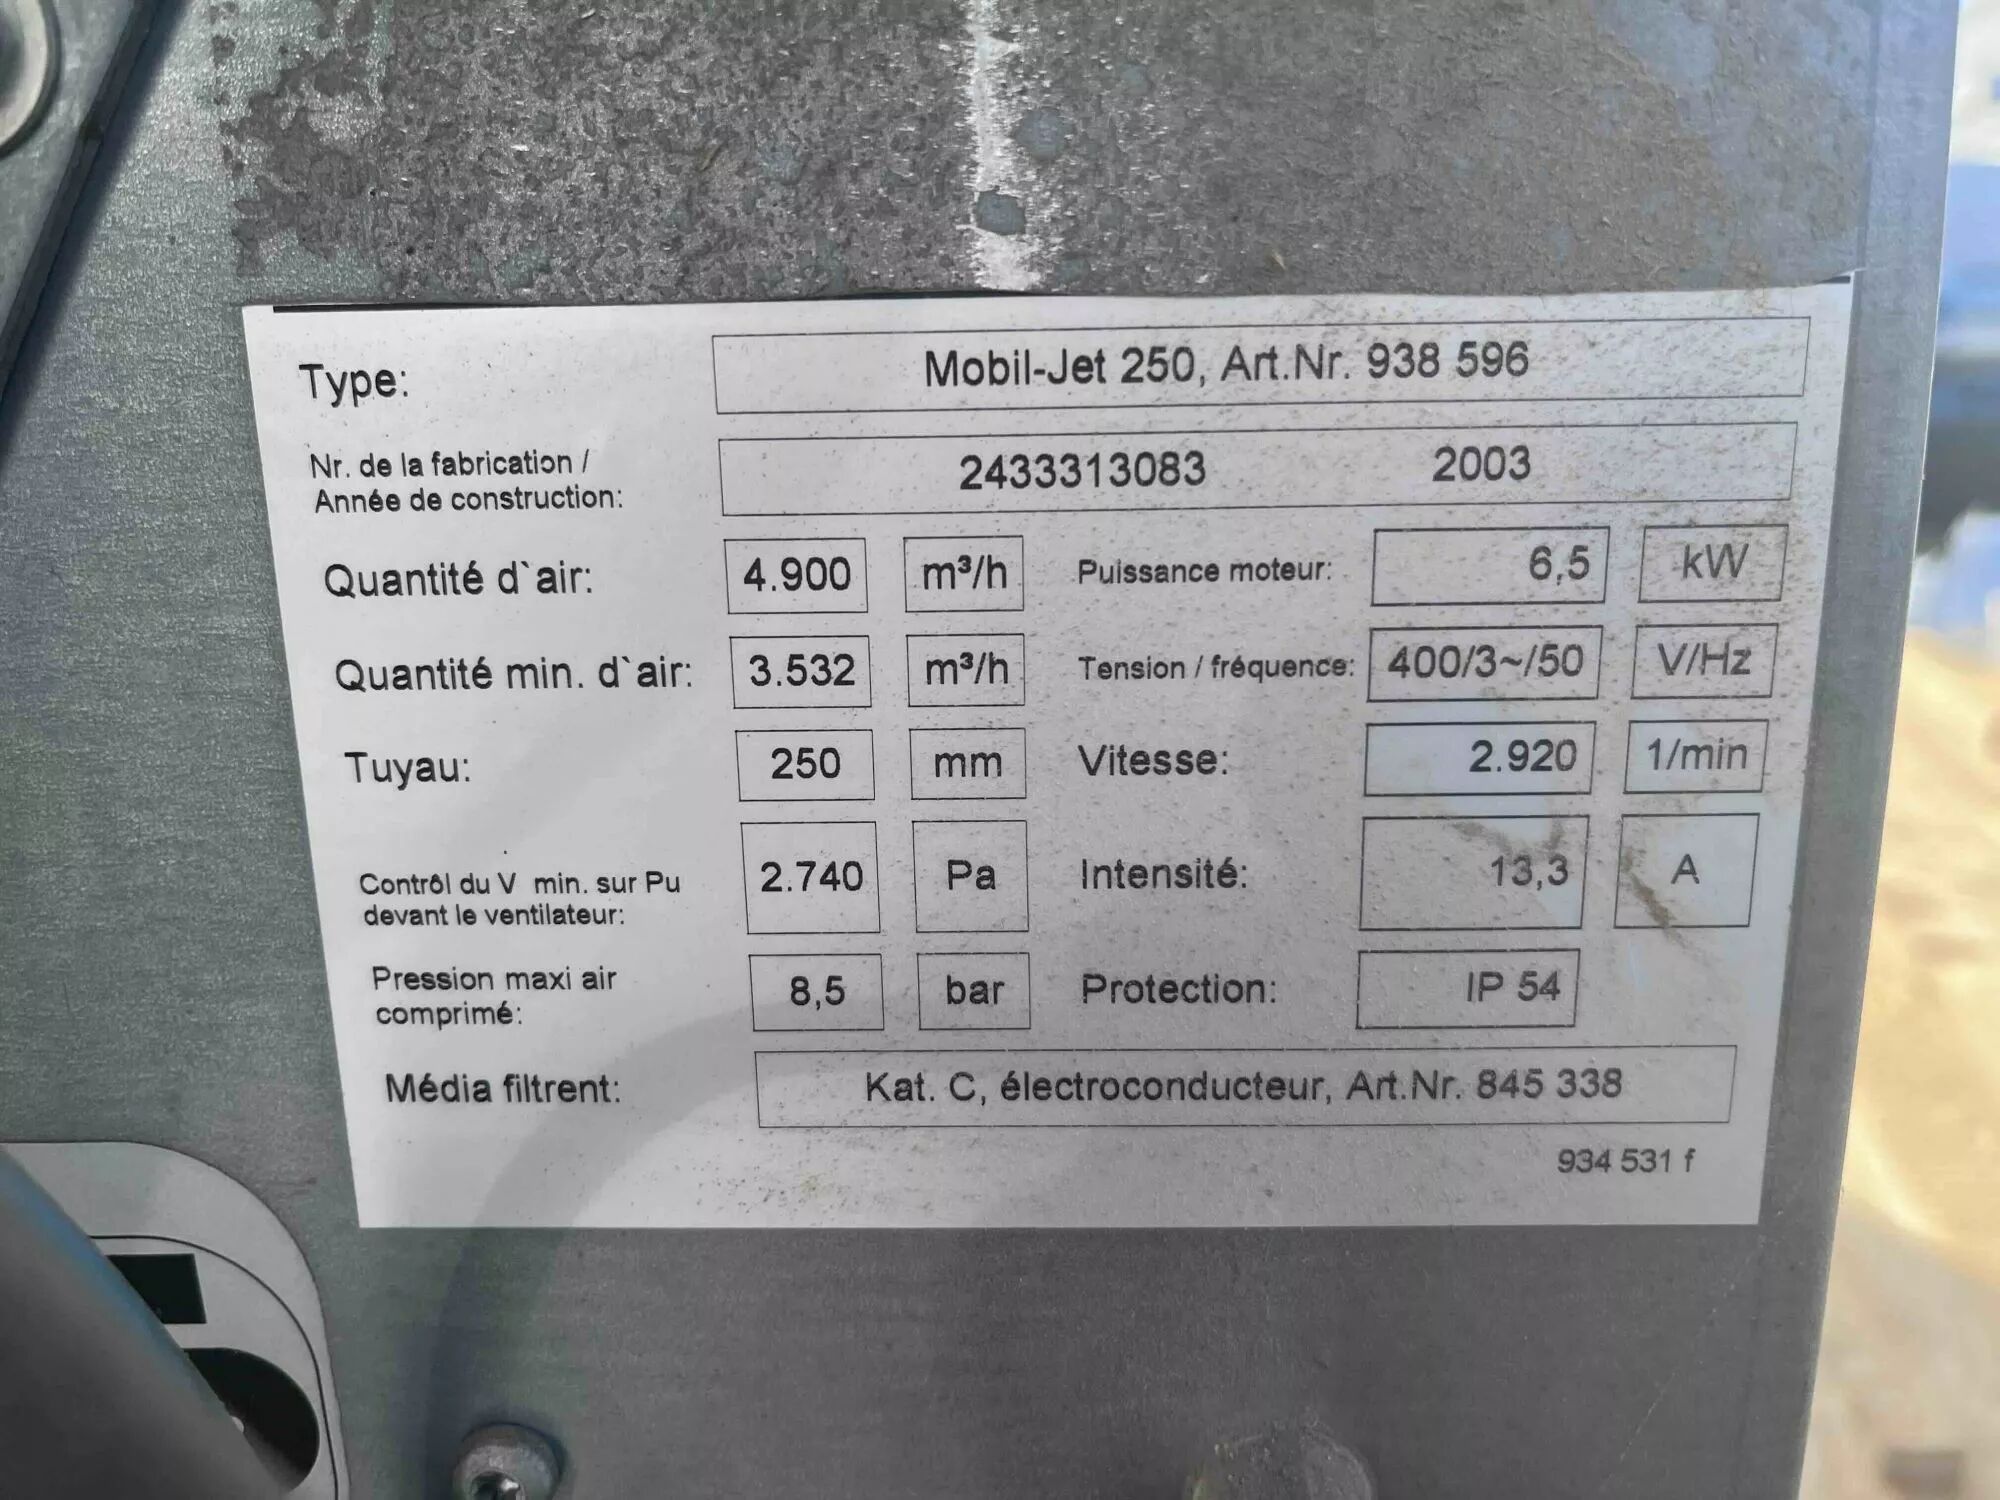 Type: Mobil-Jet 250, Art.Nr. 938 596
Nr. de la fabrication /
Année de construction: 2433313083 2003
Quantité d`air: 4.900 m³/h Puissance moteur: 6,5 kW
Quantité min. d`air: 3.532 m³/h Tension / fréquence: 400/3~/50 V/Hz
Tuyau: 250 mm Vitesse: 2.920 1/min
Contrôl du V min. sur Pu
devant le ventilateur: 2.740 Pa Intensité: 13,3 A
Pression maxi air
comprimé: 8,5 bar Protection: IP 54
Média filtrent: Kat. C, électroconducteur, Art.Nr. 845 338
934 531 f